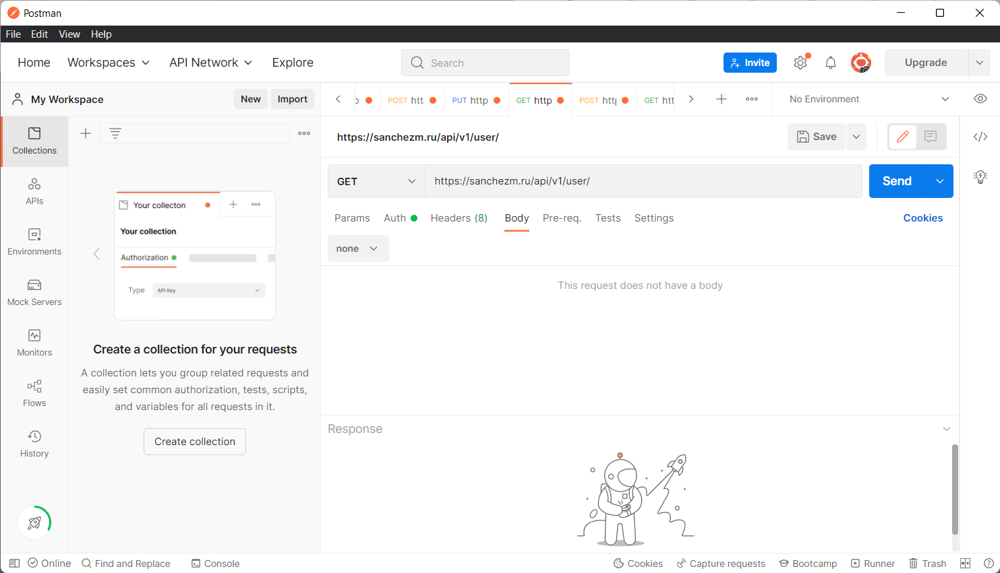 Postman
File Edit View Help
Home Workspaces API Network Explore Search Invite Upgrade
My Workspace New Import POST http PUT http GET http POST http GET htt No Environment
Collections
APIs
Environments
Mock Servers
Monitors
Flows
History
Your collecton
Your collection
Authorization
Type API Key
Create a collection for your requests
A collection lets you group related requests and
easily set common authorization, tests, scripts,
and variables for all requests in it.
Create collection
https://sanchezm.ru/api/v1/user/ Save
GET https://sanchezm.ru/api/v1/user/ Send
Params Auth Headers (8) Body Pre-req. Tests Settings Cookies
none
This request does not have a body
Response
Online Find and Replace Console Cookies Capture requests Bootcamp Runner Trash